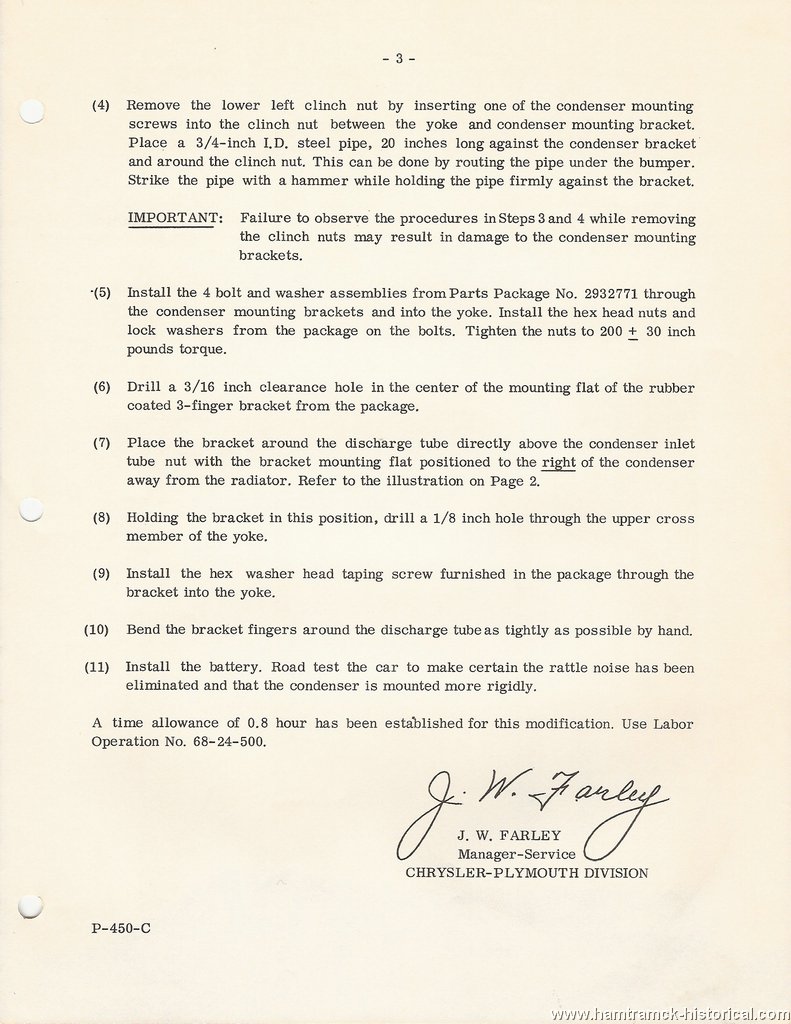 - 3 -
(4) Remove the lower left clinch nut by inserting one of the condenser mounting
screws into the clinch nut between the yoke and condenser mounting bracket.
Place a 3/4-inch I.D. steel pipe, 20 inches long against the condenser bracket
and around the clinch nut. This can be done by routing the pipe under the bumper.
Strike the pipe with a hammer while holding the pipe firmly against the bracket.
IMPORTANT: Failure to observe the procedures in Steps 3 and 4 while removing
the clinch nuts may result in damage to the condenser mounting
brackets.
(5) Install the 4 bolt and washer assemblies from Parts Package No. 2932771 through
the condenser mounting brackets and into the yoke. Install the hex head nuts and
lock washers from the package on the bolts. Tighten the nuts to 200 ± 30 inch
pounds torque.
(6) Drill a 3/16 inch clearance hole in the center of the mounting flat of the rubber
coated 3-finger bracket from the package.
(7) Place the bracket around the discharge tube directly above the condenser inlet
tube nut with the bracket mounting flat positioned to the right of the condenser
away from the radiator. Refer to the illustration on Page 2.
(8) Holding the bracket in this position, drill a 1/8 inch hole through the upper cross
member of the yoke.
(9) Install the hex washer head taping screw furnished in the package through the
bracket into the yoke.
(10) Bend the bracket fingers around the discharge tube as tightly as possible by hand.
(11) Install the battery. Road test the car to make certain the rattle noise has been
eliminated and that the condenser is mounted more rigidly.
A time allowance of 0.8 hour has been established for this modification. Use Labor
Operation No. 68-24-500.
J. W. Farley
J. W. FARLEY
Manager-Service
CHRYSLER-PLYMOUTH DIVISION
P-450-C
www.hamtramck-historical.com